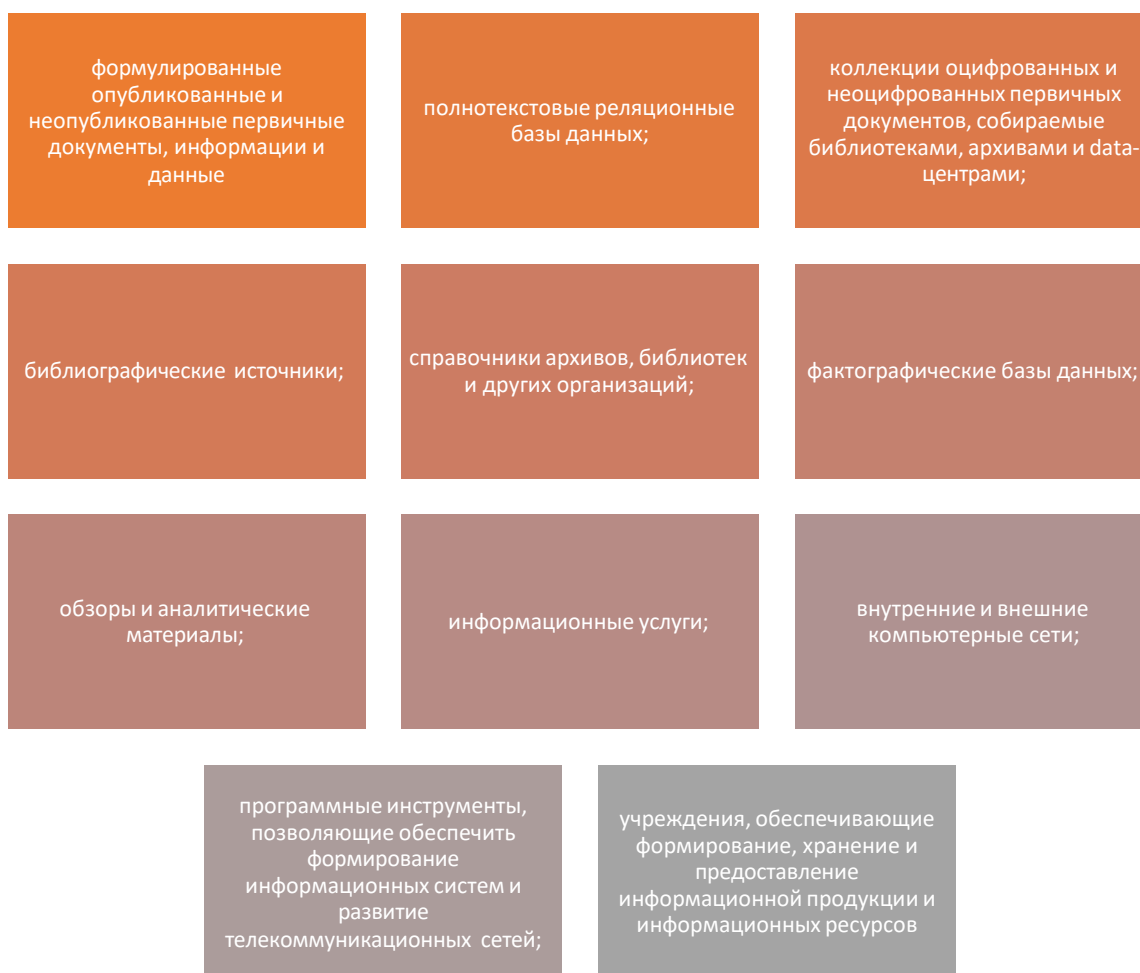 формулированные
опубликованные и
неопубликованные первичные
документы, информации и
данные
полнотекстовые реляционные
базы данных;
коллекции оцифрованных и
неоцифрованных первичных
документов, собираемые
библиотеками, архивами и data-
центрами;
библиографические источники;
справочники архивов, библиотек
и других организаций;
фактографические базы данных;
обзоры и аналитические
материалы;
информационные услуги;
внутренние и внешние
компьютерные сети;
программные инструменты,
позволяющие обеспечить
формирование
информационных систем и
развитие
телекоммуникационных сетей;
учреждения, обеспечивающие
формирование, хранение и
предоставление
информационной продукции и
информационных ресурсов